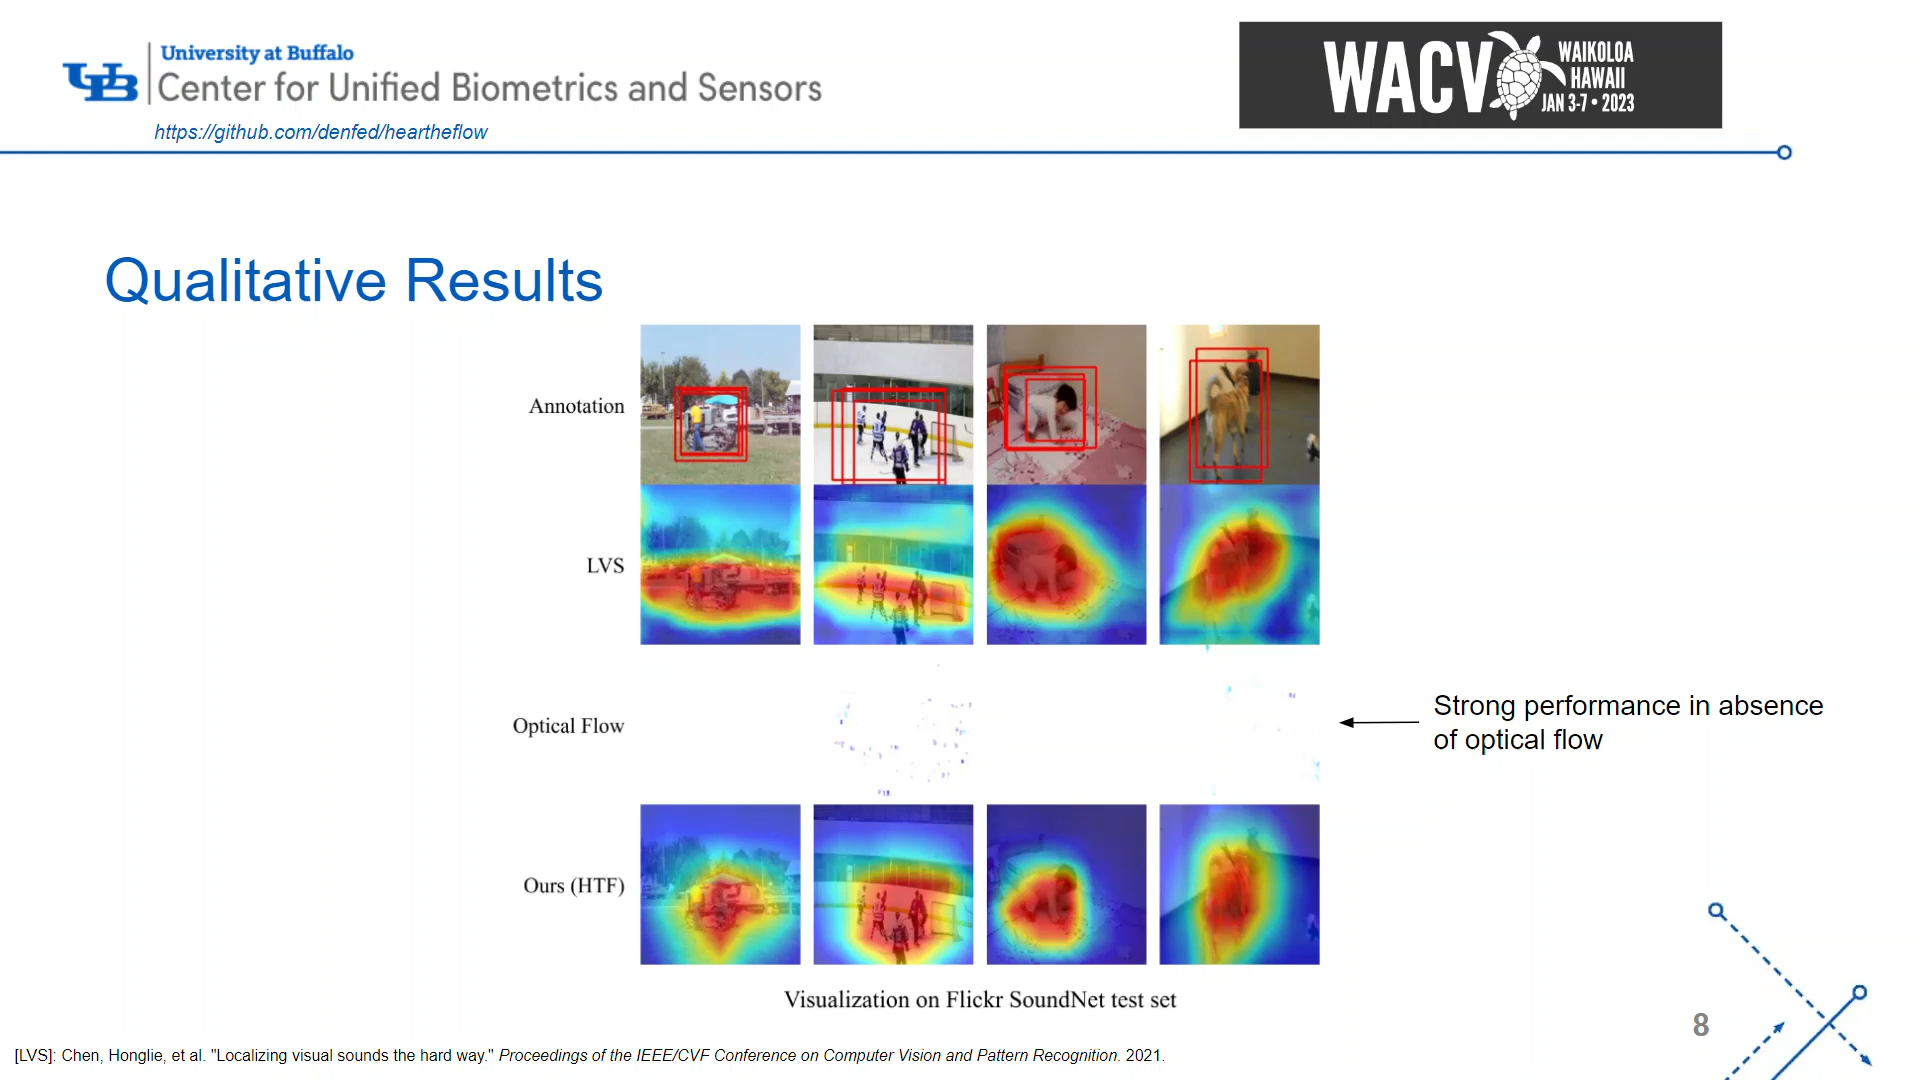 University at Buffalo
Center for Unified Biometrics and Sensors
https://github.com/denfed/heartheflow
WACV
WAIKOLOA
HAWAII
JAN 3-7 • 2023
Qualitative Results
Annotation
LVS
Optical Flow
Strong performance in absence
of optical flow
Ours (HTF)
Visualization on Flickr SoundNet test set
8
[LVS]: Chen, Honglie, et al. "Localizing visual sounds the hard way." Proceedings of the IEEE/CVF Conference on Computer Vision and Pattern Recognition. 2021.